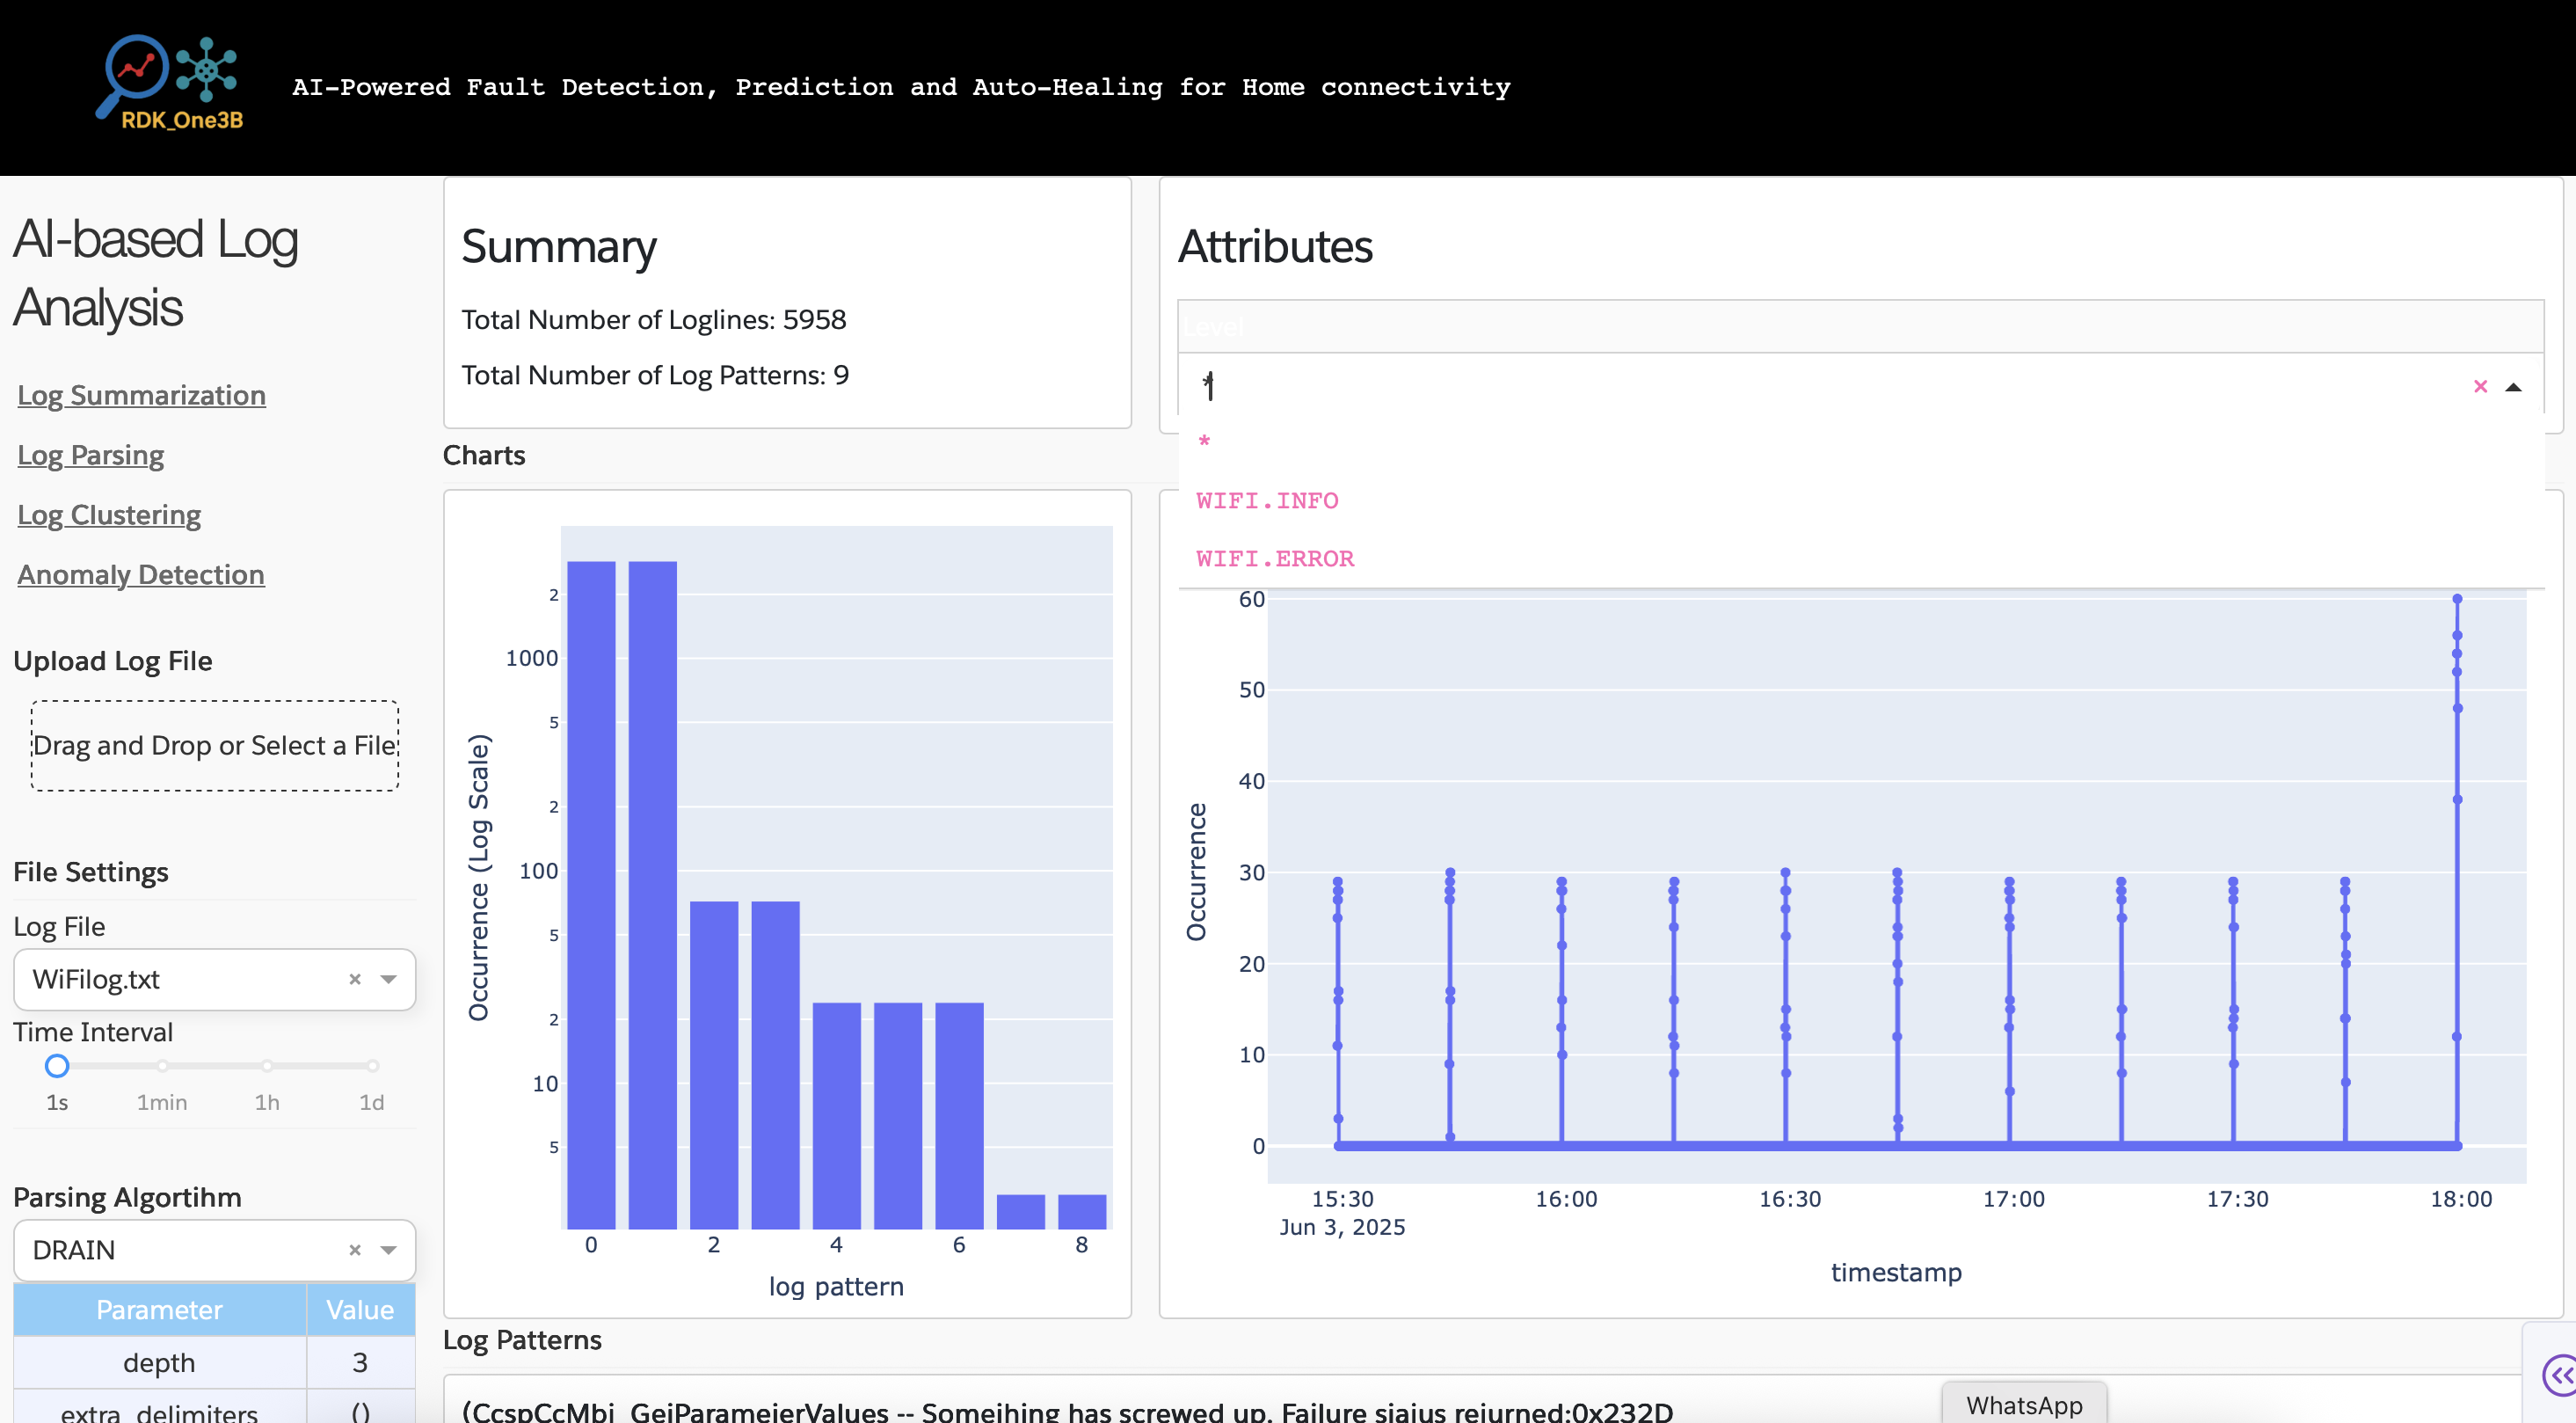 RDK_One3B
AI-Powered Fault Detection, Prediction and Auto-Healing for Home connectivity
AI-based Log
Analysis
Log Summarization
Log Parsing
Log Clustering
Anomaly Detection
Upload Log File
Drag and Drop or Select a File
File Settings
Log File
WiFilog.txt
×
Time Interval
1s
1min
1h
1d
Parsing Algortihm
DRAIN
×
Parameter Value
depth 3
extra_delimiters ()
Summary
Total Number of Loglines: 5958
Total Number of Log Patterns: 9
Attributes
Level
*
×
*
WIFI.INFO
WIFI.ERROR
Charts
Occurrence (Log Scale)
2
1000
5
2
100
5
2
10
5
0 2 4 6 8
log pattern
Occurrence
60
50
40
30
20
10
0
15:30 16:00 16:30 17:00 17:30 18:00
Jun 3, 2025
timestamp
Log Patterns
-- Something has screwed up. Failure status returned:0x232D
WhatsApp